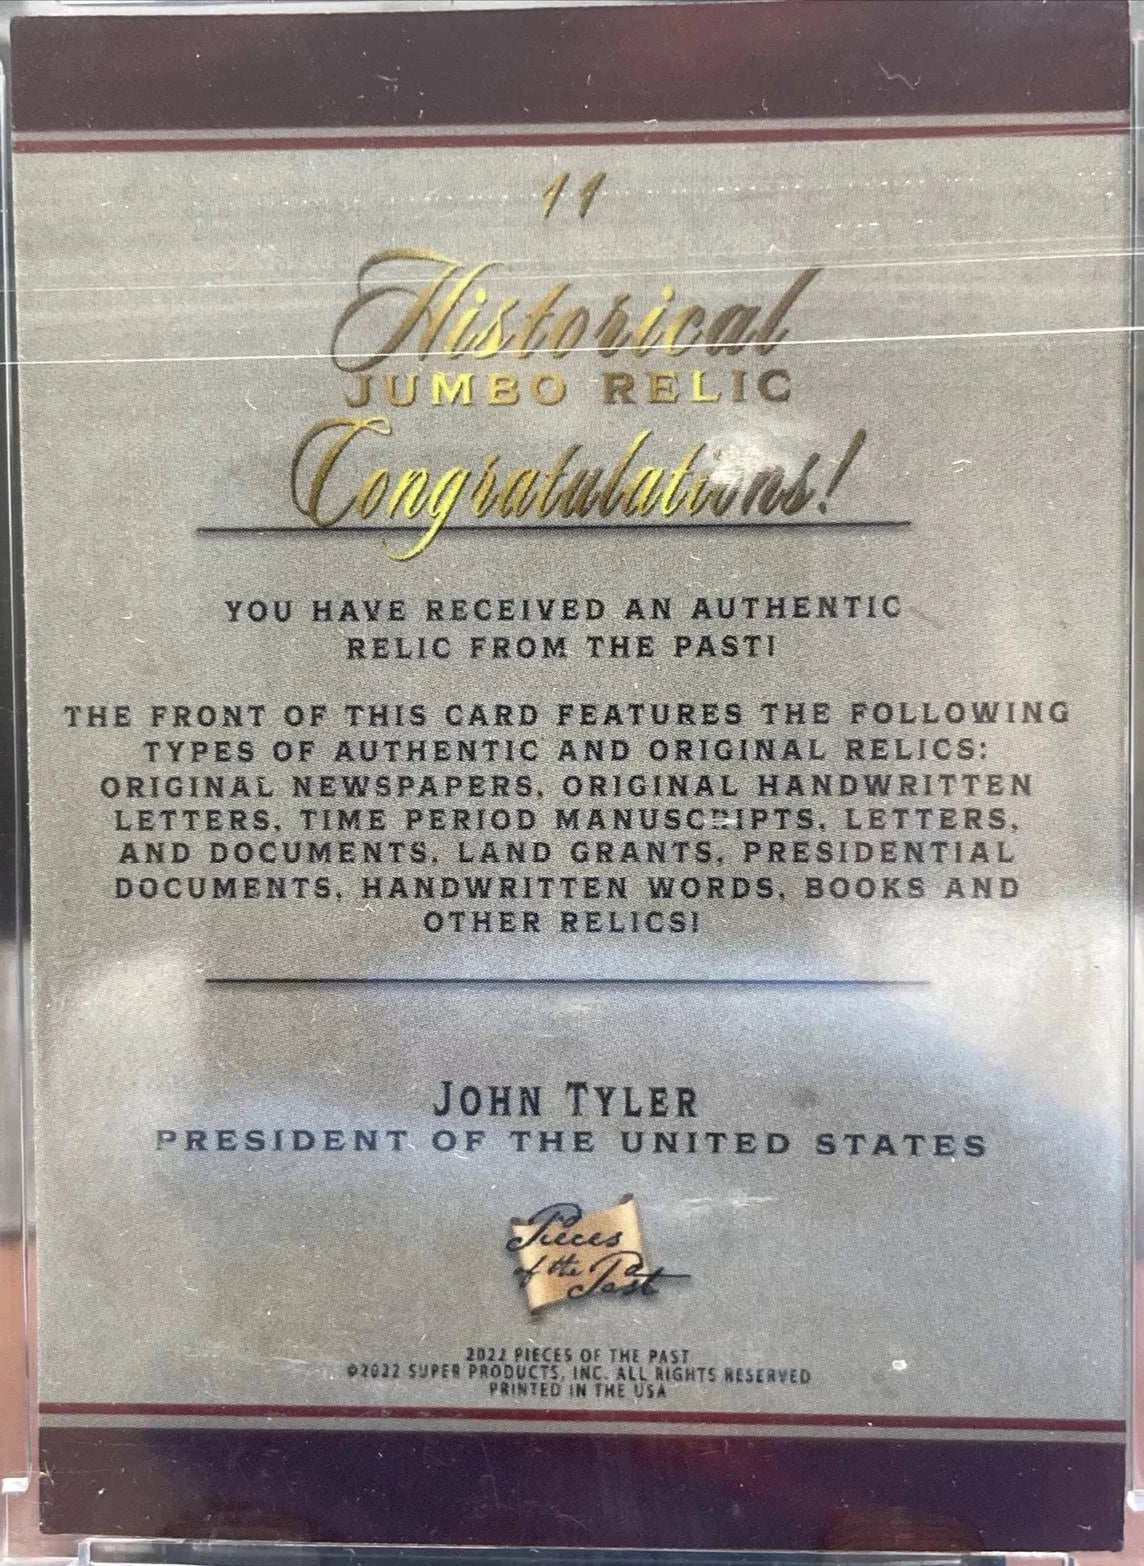 11
Historical
JUMBO RELIC
Congratulations!
YOU HAVE RECEIVED AN AUTHENTIC
RELIC FROM THE PAST!
THE FRONT OF THIS CARD FEATURES THE FOLLOWING
TYPES OF AUTHENTIC AND ORIGINAL RELICS:
ORIGINAL NEWSPAPERS, ORIGINAL HANDWRITTEN
LETTERS, TIME PERIOD MANUSCRIPTS, LETTERS,
AND DOCUMENTS, LAND GRANTS, PRESIDENTIAL
DOCUMENTS, HANDWRITTEN WORDS, BOOKS AND
OTHER RELICS!
JOHN TYLER
PRESIDENT OF THE UNITED STATES
Pieces
of the Past
2022 PIECES OF THE PAST
©2022 SUPER PRODUCTS, INC. ALL RIGHTS RESERVED
PRINTED IN THE USA